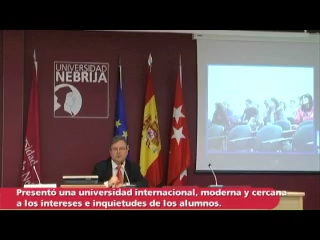 UNIVERSIDAD
NEBRIJA
Presentó una universidad internacional, moderna y cercana
a los intereses e inquietudes de los alumnos.